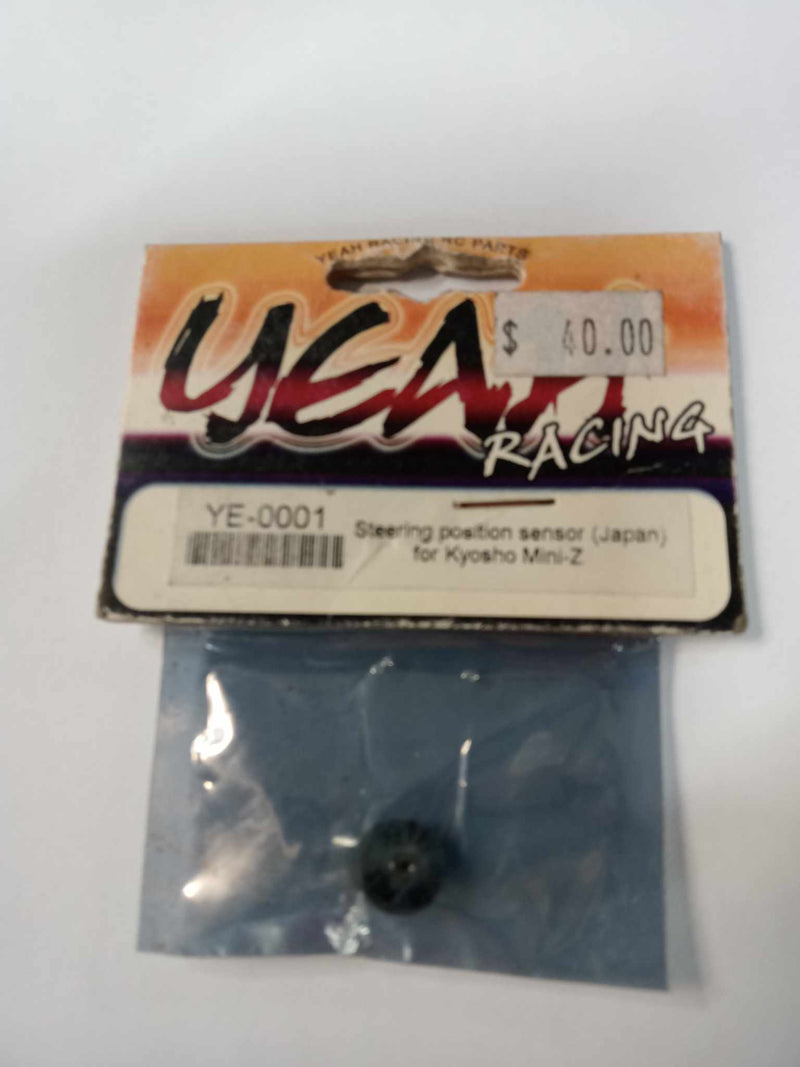 YEAH RACING RC PARTS
YEAH
$ 40.00
RACING
YE-0001
Steering position sensor (Japan)
for Kyosho Mini-Z